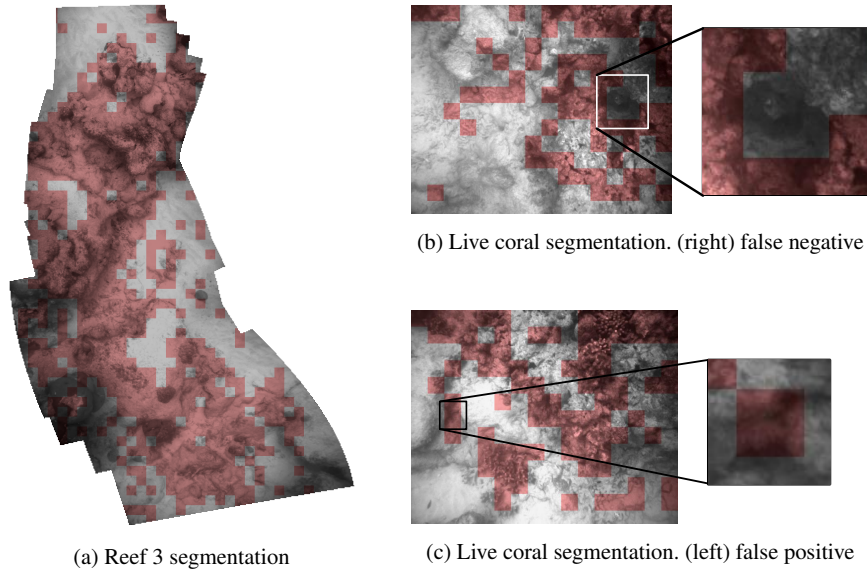 (b) Live coral segmentation. (right) false negative
(a) Reef 3 segmentation
(c) Live coral segmentation. (left) false positive